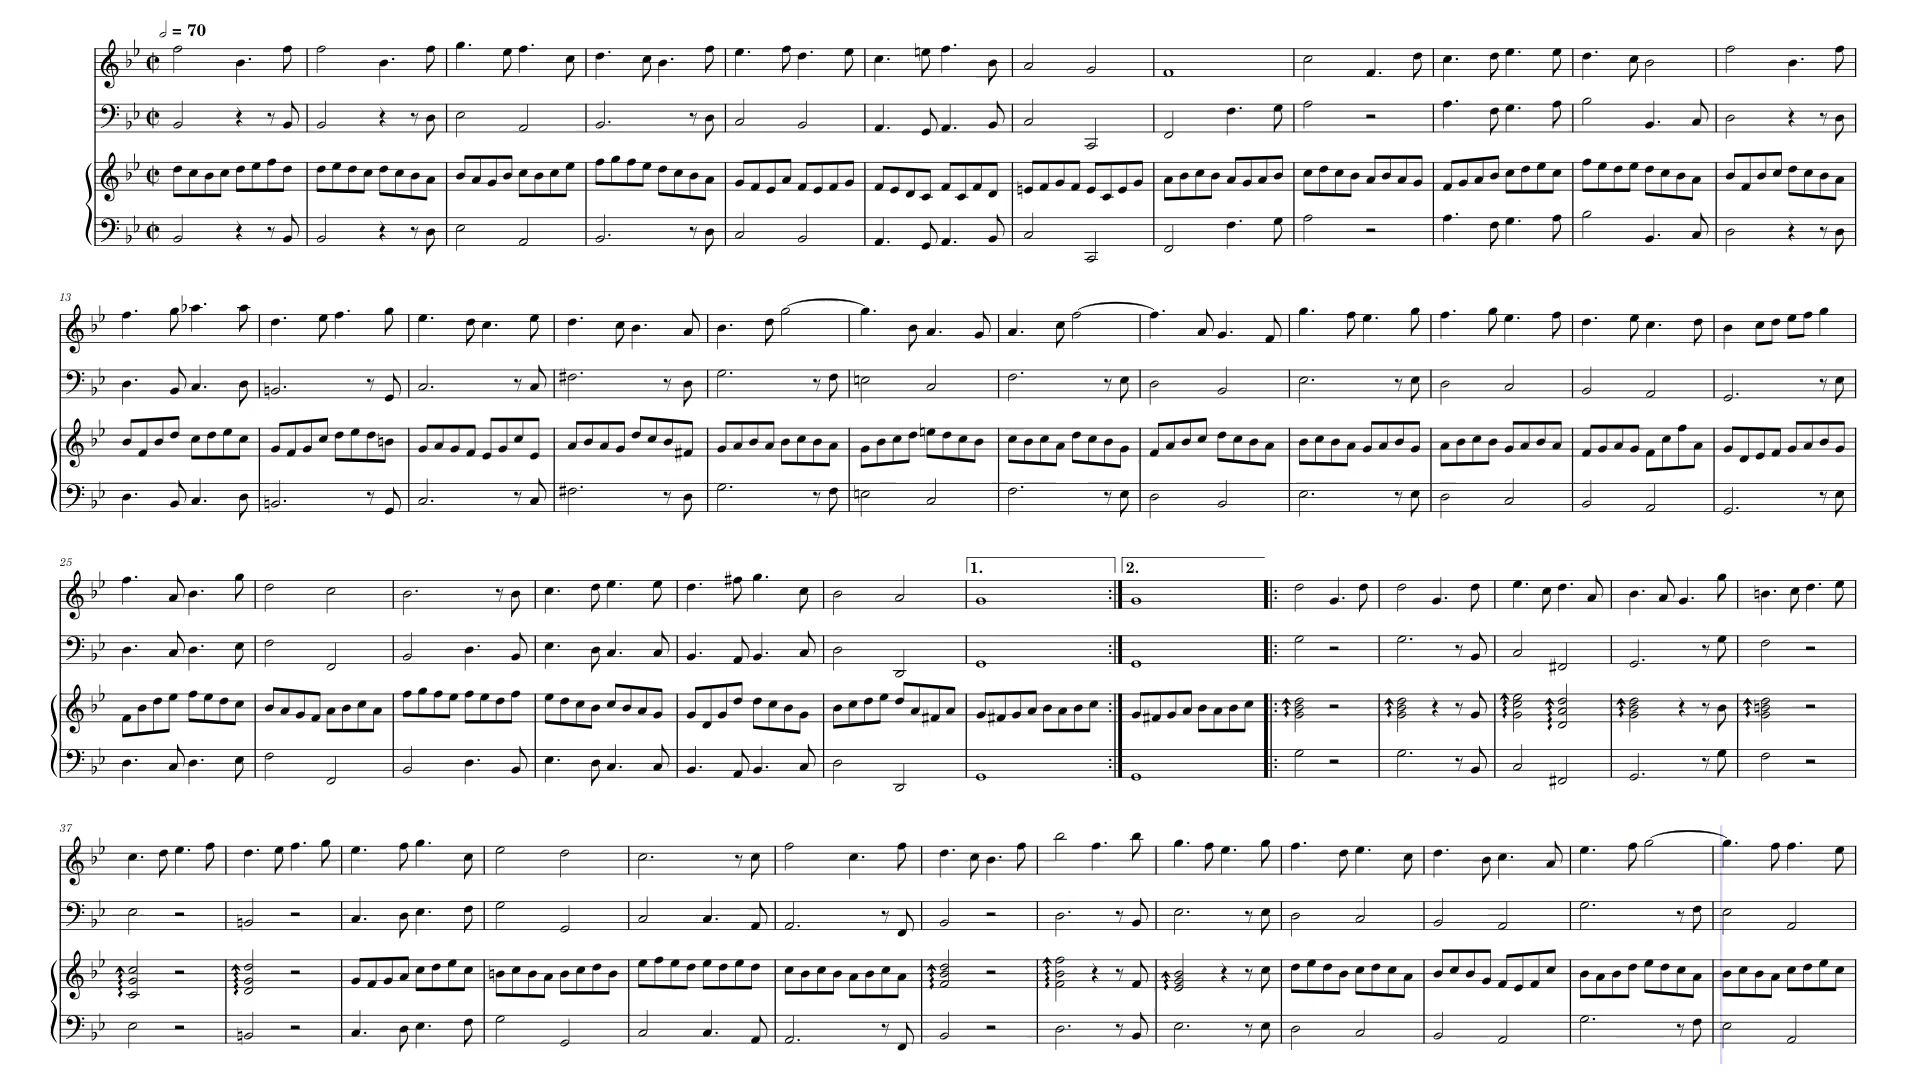 𝅗𝅥 = 70
13
25
1. 2.
37